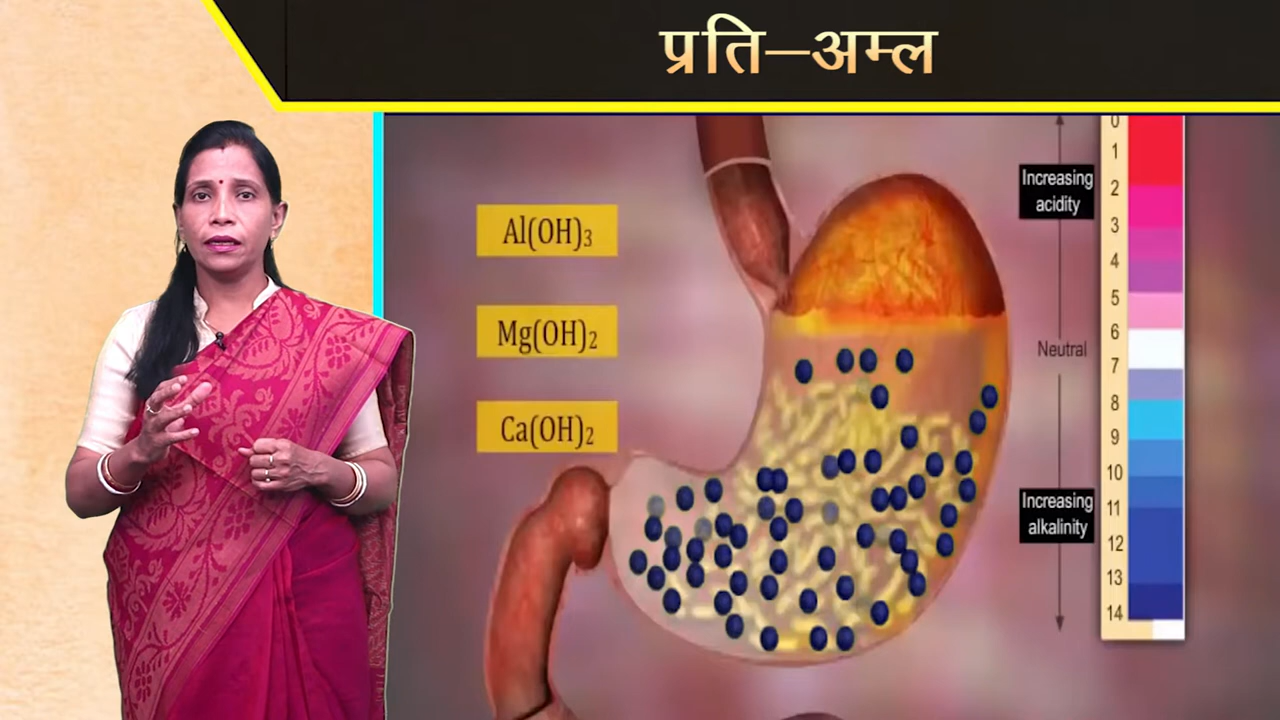 प्रति–अम्ल
Al(OH)₃
Mg(OH)₂
Ca(OH)₂
Increasing
acidity
Neutral
Increasing
alkalinity
0
1
2
3
4
5
6
7
8
9
10
11
12
13
14